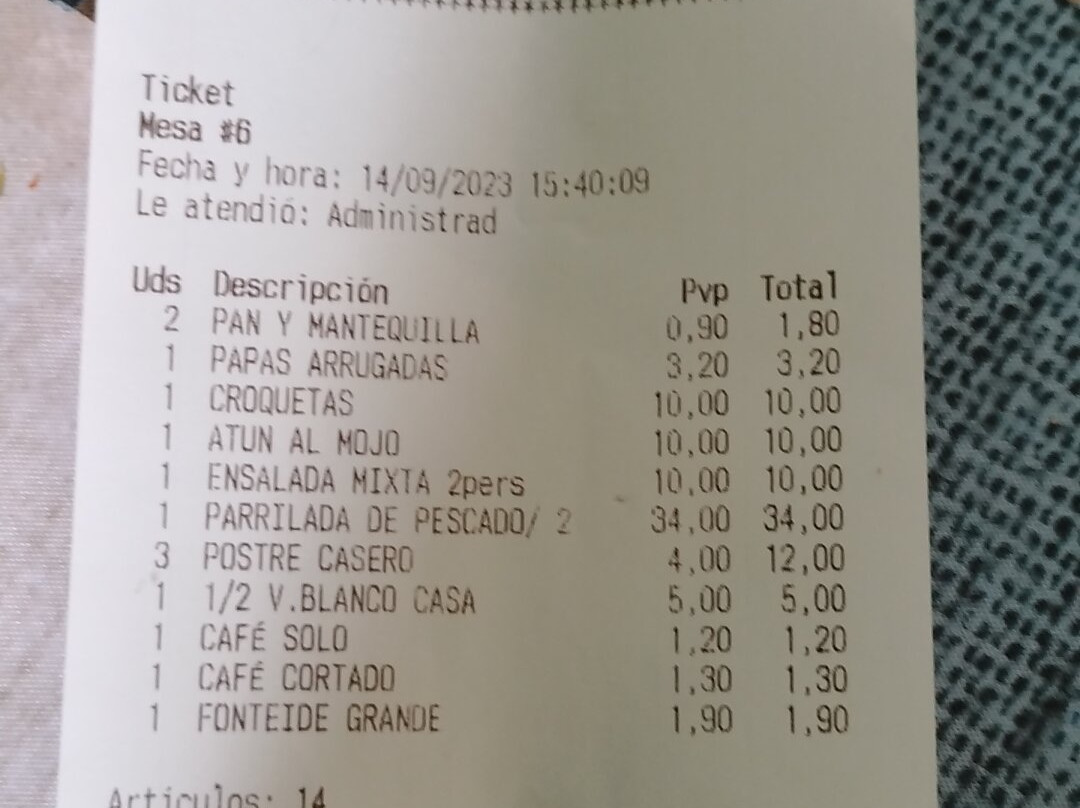 Ticket
Mesa #6
Fecha y hora: 14/09/2023 15:40:09
Le atendió: Administrad
Uds Descripción Pvp Total
2 PAN Y MANTEQUILLA 0,90 1,80
1 PAPAS ARRUGADAS 3,20 3,20
1 CROQUETAS 10,00 10,00
1 ATUN AL MOJO 10,00 10,00
1 ENSALADA MIXTA 2pers 10,00 10,00
1 PARRILADA DE PESCADO/ 2 34,00 34,00
3 POSTRE CASERO 4,00 12,00
1 1/2 V.BLANCO CASA 5,00 5,00
1 CAFÉ SOLO 1,20 1,20
1 CAFÉ CORTADO 1,30 1,30
1 FONTEIDE GRANDE 1,90 1,90
Artículos: 14